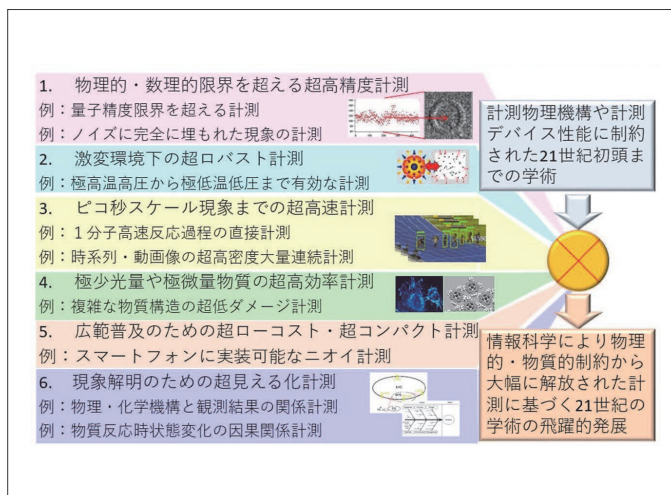 1. 物理的・数理的限界を超える超高精度計測
例：量子精度限界を超える計測
例：ノイズに完全に埋もれた現象の計測
2. 激変環境下の超ロバスト計測
例：極高温高圧から極低温低圧まで有効な計測
3. ピコ秒スケール現象までの超高速計測
例：１分子高速反応過程の直接計測
例：時系列・動画像の超高密度大量連続計測
4. 極少光量や極微量物質の超高効率計測
例：複雑な物質構造の超低ダメージ計測
5. 広範普及のための超ローコスト・超コンパクト計測
例：スマートフォンに実装可能なニオイ計測
6. 現象解明のための超見える化計測
例：物理・化学機構と観測結果の関係計測
例：物質反応時状態変化の因果関係計測
計測物理機構や計測
デバイス性能に制約
された21世紀初頭ま
での学術
情報科学により物理
的・物質的制約から
大幅に解放された計
測に基づく21世紀の
学術の飛躍的発展